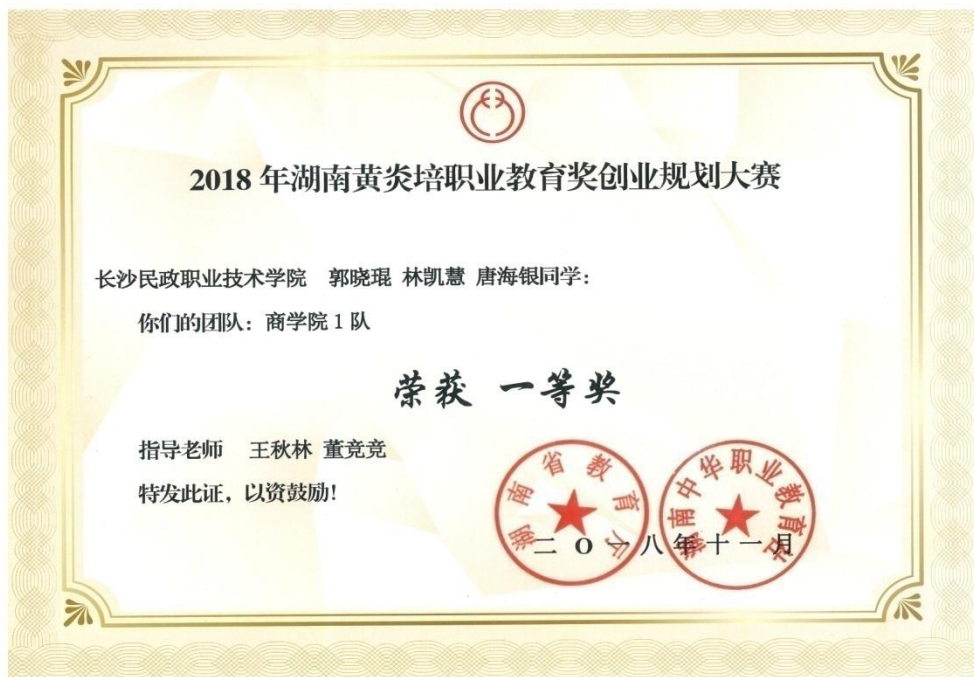 2018 年湖南黄炎培职业教育奖创业规划大赛
长沙民政职业技术学院 郭晓琨 林凯慧 唐海银同学：
你们的团队：商学院 1 队
荣获 一等奖
指导老师 王秋林 董竞竞
特发此证，以资鼓励！
湖南省教育厅
湖南中华职业教育社
二〇一八年十一月